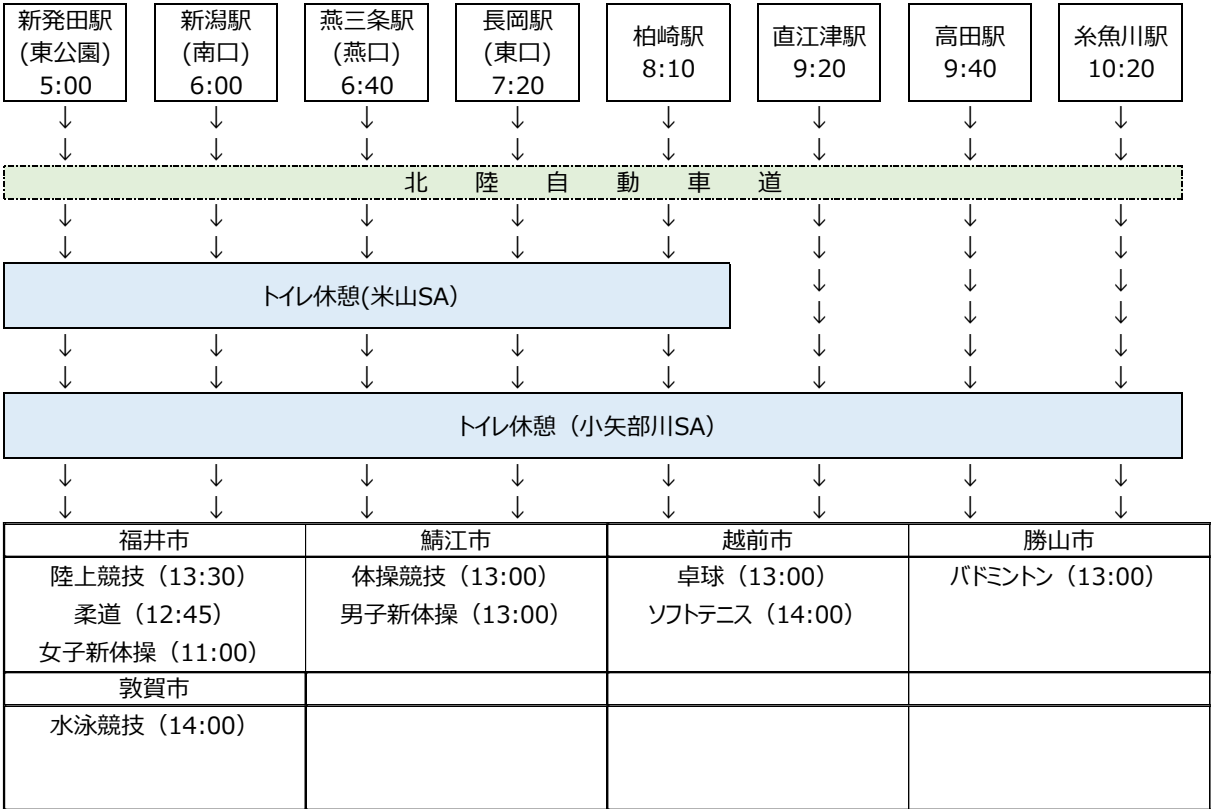 新発田駅
(東公園)
5:00
新潟駅
(南口)
6:00
燕三条駅
(燕口)
6:40
長岡駅
(東口)
7:20
柏崎駅
8:10
直江津駅
9:20
高田駅
9:40
糸魚川駅
10:20
↓ ↓ ↓ ↓ ↓ ↓ ↓ ↓
↓ ↓ ↓ ↓ ↓ ↓ ↓ ↓
北 陸 自 動 車 道
↓ ↓ ↓ ↓ ↓ ↓ ↓ ↓
↓ ↓ ↓ ↓ ↓ ↓ ↓ ↓
トイレ休憩(米山SA）
↓ ↓ ↓
↓ ↓ ↓
↓ ↓ ↓ ↓ ↓ ↓ ↓ ↓
↓ ↓ ↓ ↓ ↓ ↓ ↓ ↓
トイレ休憩（小矢部川SA）
↓ ↓ ↓ ↓ ↓ ↓ ↓ ↓
↓ ↓ ↓ ↓ ↓ ↓ ↓ ↓
福井市
陸上競技（13:30）
柔道（12:45）
女子新体操（11:00）
鯖江市
体操競技（13:00）
男子新体操（13:00）
越前市
卓球（13:00）
ソフトテニス（14:00）
勝山市
バドミントン（13:00）
敦賀市
水泳競技（14:00）